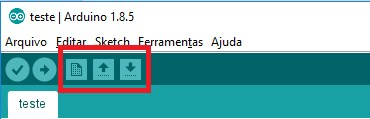 teste | Arduino 1.8.5
Arquivo Editar Sketch Ferramentas Ajuda
teste